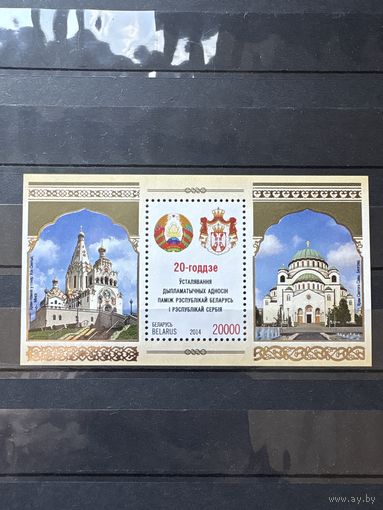 20-годдзе
ЎСТАЛЯВАННЯ
ДЫПЛАМАТЫЧНЫХ АДНОСІН
ПАМІЖ РЭСПУБЛІКАЙ БЕЛАРУСЬ
І РЭСПУБЛІКАЙ СЕРБІЯ
БЕЛАРУСЬ
BELARUS 2014 20000
www.ay.by